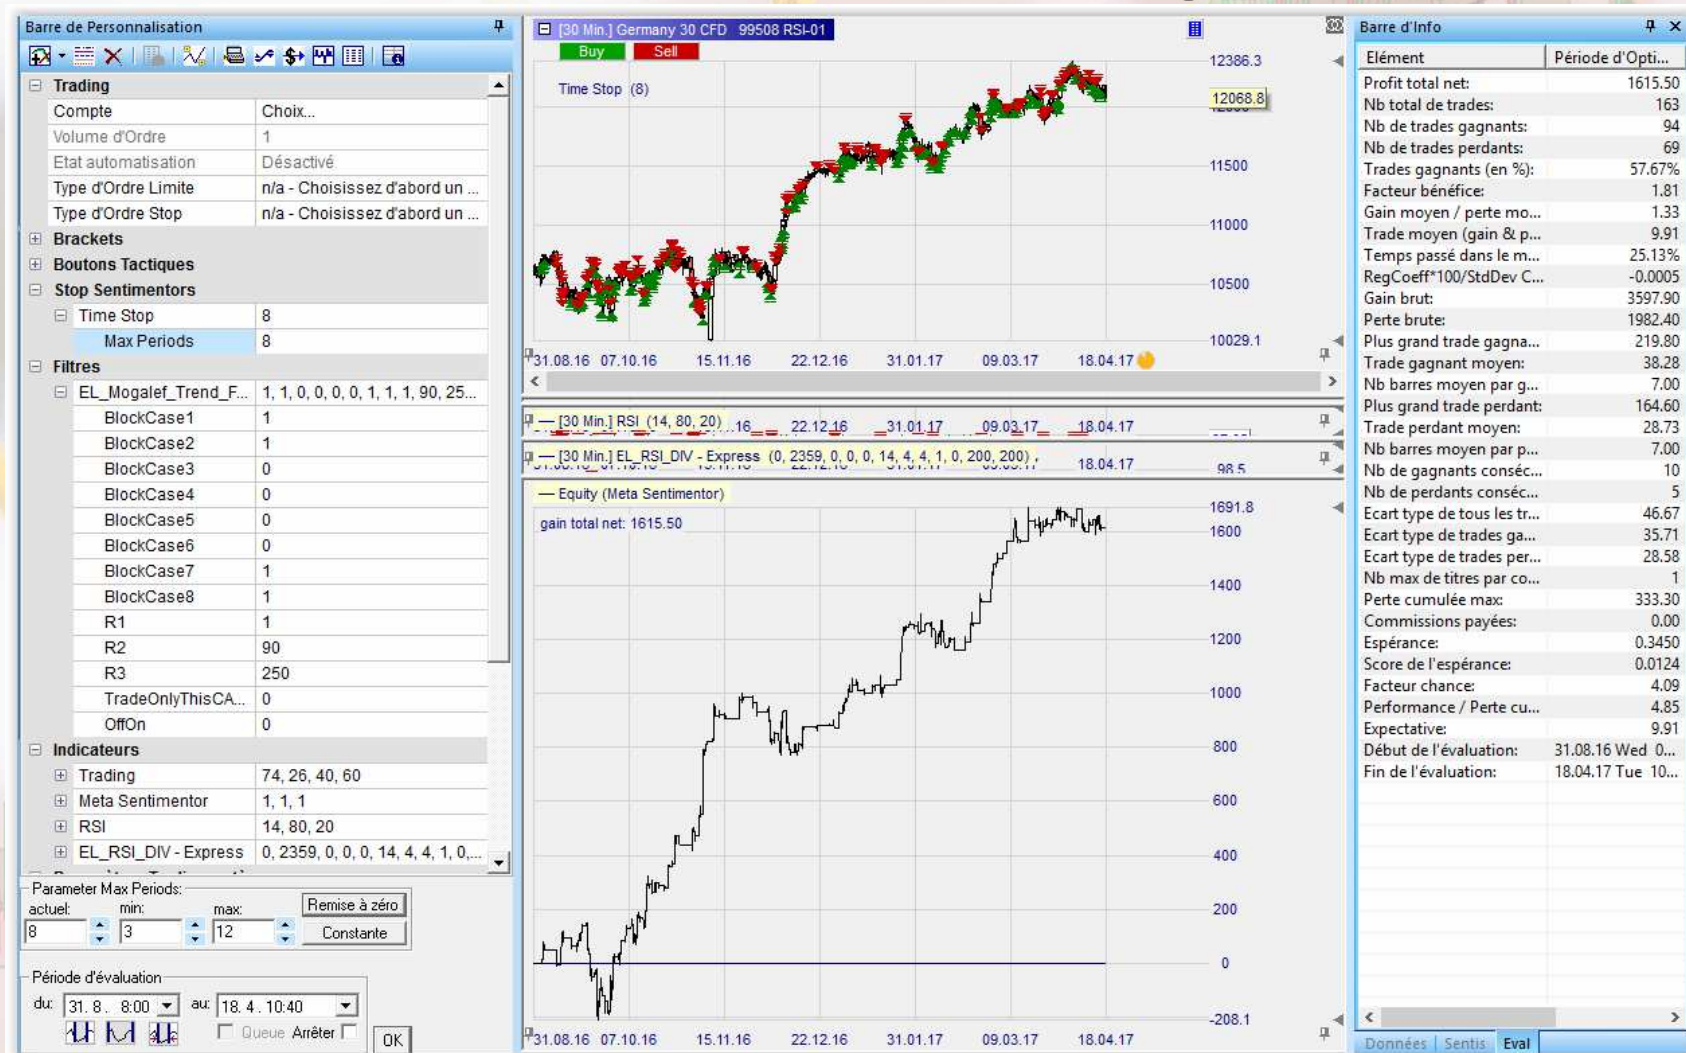 Barre de Personnalisation
Trading
Compte Choix...
Volume d'Ordre 1
Etat automatisation Désactivé
Type d'Ordre Limite n/a - Choisissez d'abord un ...
Type d'Ordre Stop n/a - Choisissez d'abord un ...
Brackets
Boutons Tactiques
Stop Sentimentors
Time Stop 8
Max Periods 8
Filtres
EL_Mogalef_Trend_F... 1, 1, 0, 0, 0, 0, 1, 1, 1, 90, 25...
BlockCase1 1
BlockCase2 1
BlockCase3 0
BlockCase4 0
BlockCase5 0
BlockCase6 0
BlockCase7 1
BlockCase8 1
R1 1
R2 90
R3 250
TradeOnlyThisCA... 0
OffOn 0
Indicateurs
Trading 74, 26, 40, 60
Meta Sentimentor 1, 1, 1
RSI 14, 80, 20
EL_RSI_DIV - Express 0, 2359, 0, 0, 0, 14, 4, 4, 1, 0,...
Parameter Max Periods:
actuel: min: max: Remise à zéro
8 3 12 Constante
Période d'évaluation
du: 31. 8. 8:00 au: 18. 4. 10:40
Queue Arrêter OK
[30 Min.] Germany 30 CFD 99508 RSI-01
Buy Sell
Time Stop (8)
12386.3
12068.8
11500
11000
10500
10029.1
31.08.16 07.10.16 15.11.16 22.12.16 31.01.17 09.03.17 18.04.17
[30 Min.] RSI (14, 80, 20) .16 22.12.16 31.01.17 09.03.17 18.04.17
[30 Min.] EL_RSI_DIV - Express (0, 2359, 0, 0, 0, 14, 4, 4, 1, 0, 200, 200) 18.04.17 98.5
Equity (Meta Sentimentor)
gain total net: 1615.50
1691.8
1600
1400
1200
1000
800
600
400
200
0
-208.1
31.08.16 07.10.16 15.11.16 22.12.16 31.01.17 09.03.17 18.04.17
Barre d'Info
Elément Période d'Opti...
Profit total net: 1615.50
Nb total de trades: 163
Nb de trades gagnants: 94
Nb de trades perdants: 69
Trades gagnants (en %): 57.67%
Facteur bénéfice: 1.81
Gain moyen / perte mo... 1.33
Trade moyen (gain & p... 9.91
Temps passé dans le m... 25.13%
RegCoeff*100/StdDev C... -0.0005
Gain brut: 3597.90
Perte brute: 1982.40
Plus grand trade gagna... 219.80
Trade gagnant moyen: 38.28
Nb barres moyen par g... 7.00
Plus grand trade perdant: 164.60
Trade perdant moyen: 28.73
Nb barres moyen par p... 7.00
Nb de gagnants conséc... 10
Nb de perdants conséc... 5
Ecart type de tous les tr... 46.67
Ecart type de trades ga... 35.71
Ecart type de trades per... 28.58
Nb max de titres par co... 1
Perte cumulée max: 333.30
Commissions payées: 0.00
Espérance: 0.3450
Score de l'espérance: 0.0124
Facteur chance: 4.09
Performance / Perte cu... 4.85
Expectative: 9.91
Début de l'évaluation: 31.08.16 Wed 0...
Fin de l'évaluation: 18.04.17 Tue 10...
Données Sentis Eval